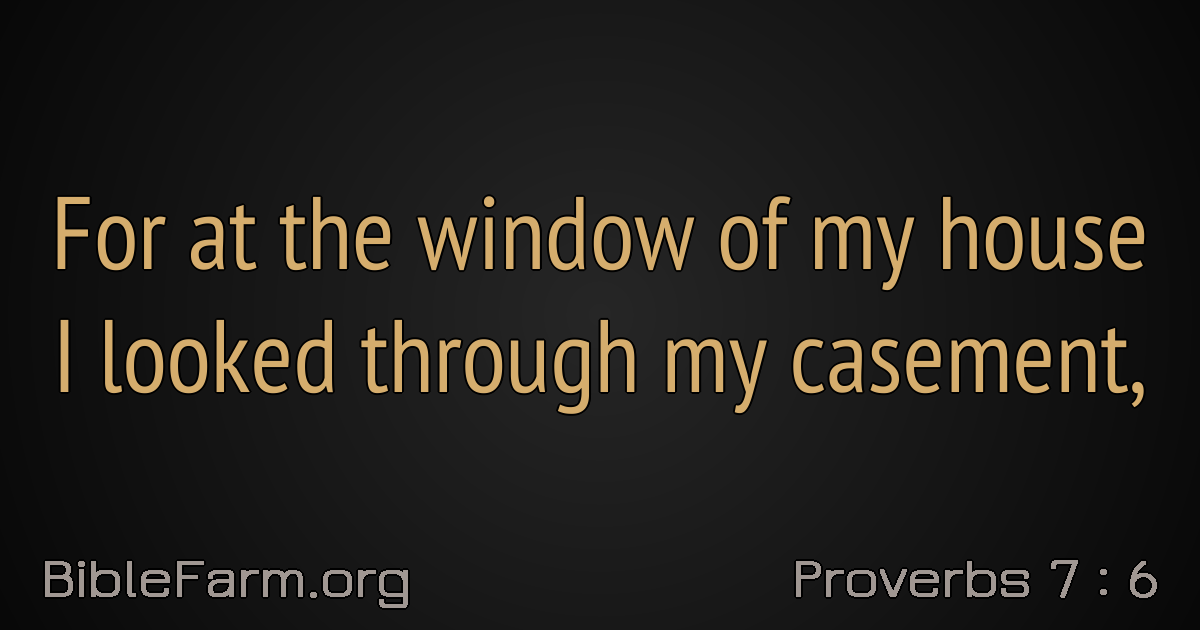 For at the window of my house
I looked through my casement,
BibleFarm.org
Proverbs 7 : 6